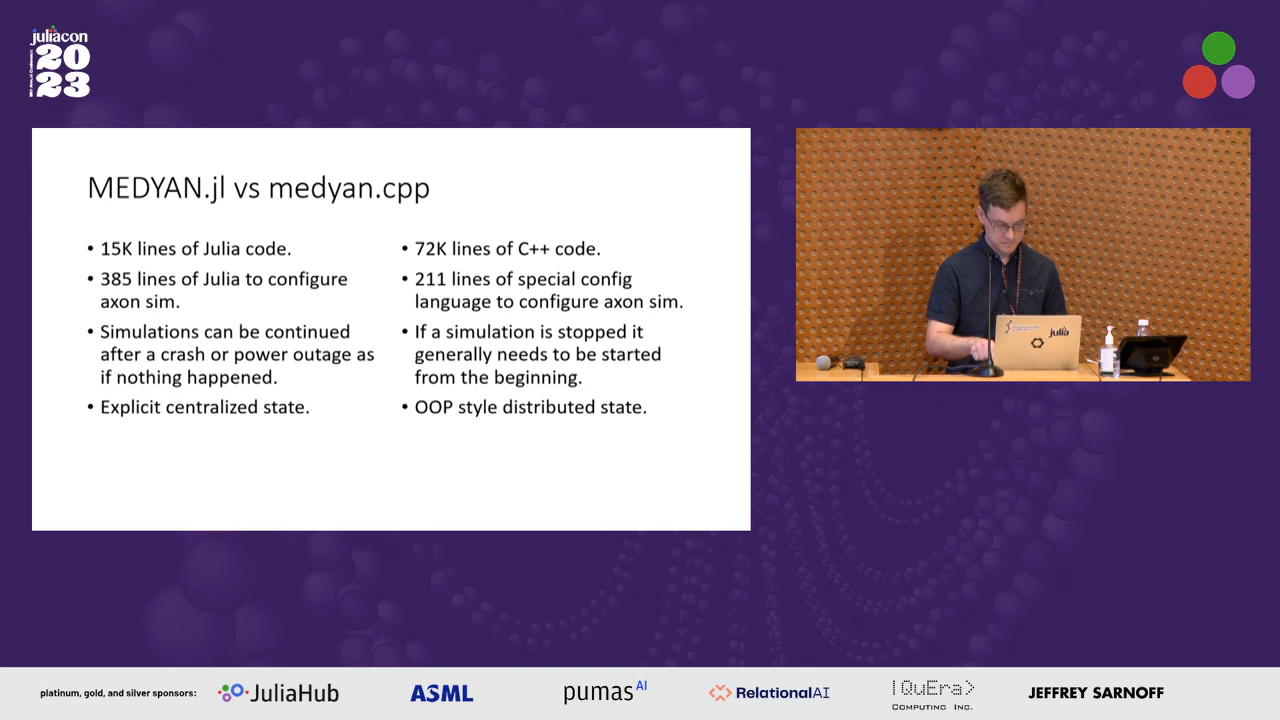 juliacon
20
23
MEDYAN.jl vs medyan.cpp
• 15K lines of Julia code.
• 385 lines of Julia to configure
axon sim.
• Simulations can be continued
after a crash or power outage as
if nothing happened.
• Explicit centralized state.
• 72K lines of C++ code.
• 211 lines of special config
language to configure axon sim.
• If a simulation is stopped it
generally needs to be started
from the beginning.
• OOP style distributed state.
julia
platinum, gold, and silver sponsors:
JuliaHub
ASML
pumasAI
RelationalAI
|QuEra>
COMPUTING INC.
JEFFREY SARNOFF